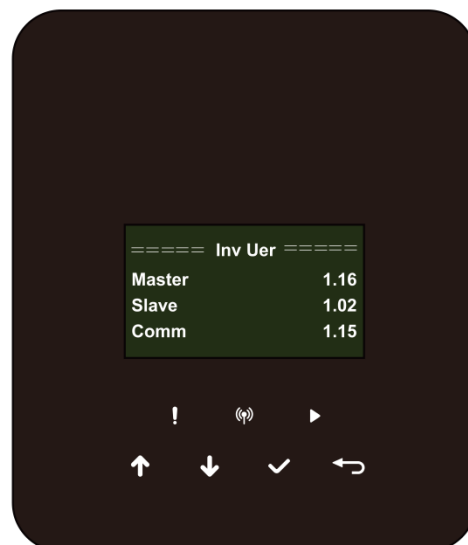 ===== Inv Uer =====
Master 1.16
Slave 1.02
Comm 1.15